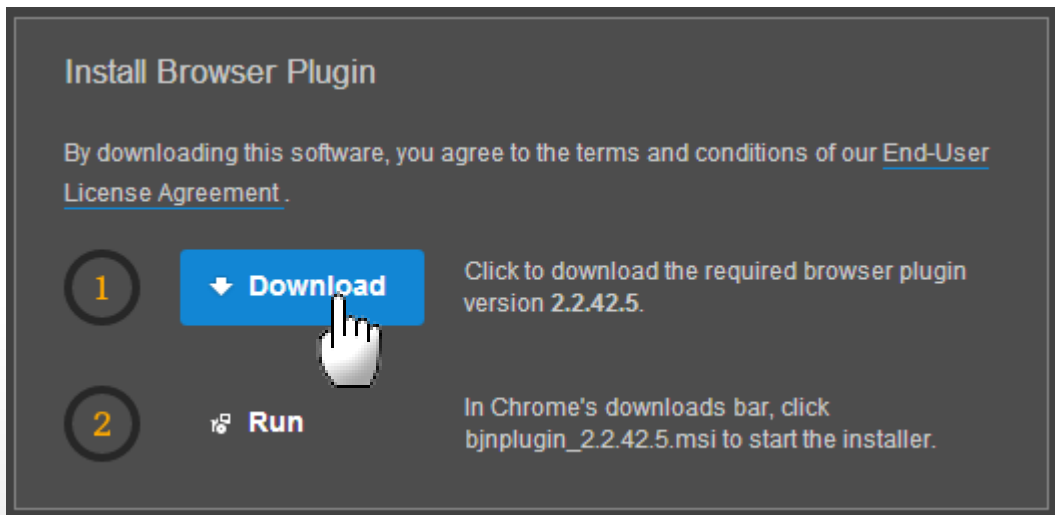 Install Browser Plugin
By downloading this software, you agree to the terms and conditions of our End-User
License Agreement .
1
Download
Click to download the required browser plugin
version 2.2.42.5.
2
Run
In Chrome's downloads bar, click
bjnplugin_2.2.42.5.msi to start the installer.